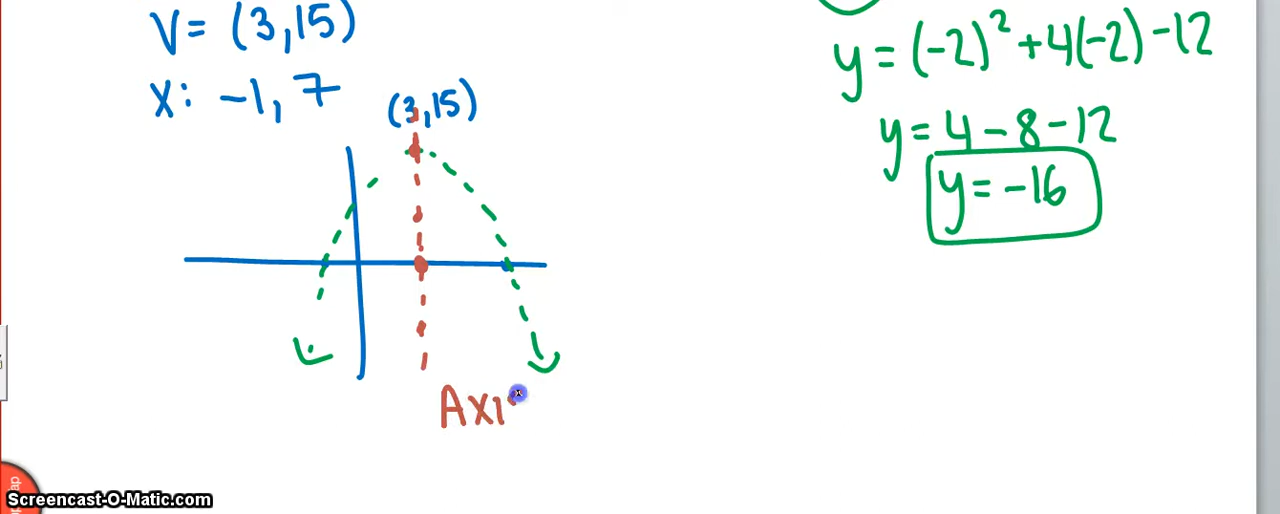 V= (3,15)
X: -1, 7
(3,15)
Axi
y = (-2)² +4(-2) -12
y = 4 - 8 - 12
y = -16
Screencast-O-Matic.com